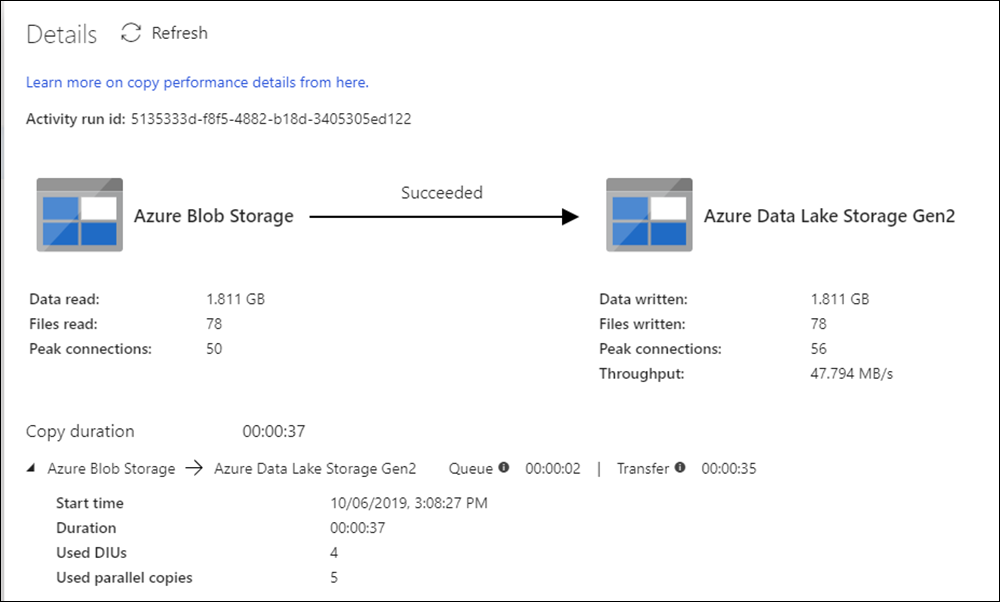 Details Refresh
Learn more on copy performance details from here.
Activity run id: 5135333d-f8f5-4882-b18d-3405305ed122
Succeeded
Azure Blob Storage Azure Data Lake Storage Gen2
Data read: 1.811 GB Data written: 1.811 GB
Files read: 78 Files written: 78
Peak connections: 50 Peak connections: 56
Throughput: 47.794 MB/s
Copy duration 00:00:37
Azure Blob Storage → Azure Data Lake Storage Gen2 Queue 00:00:02 | Transfer 00:00:35
Start time 10/06/2019, 3:08:27 PM
Duration 00:00:37
Used DIUs 4
Used parallel copies 5